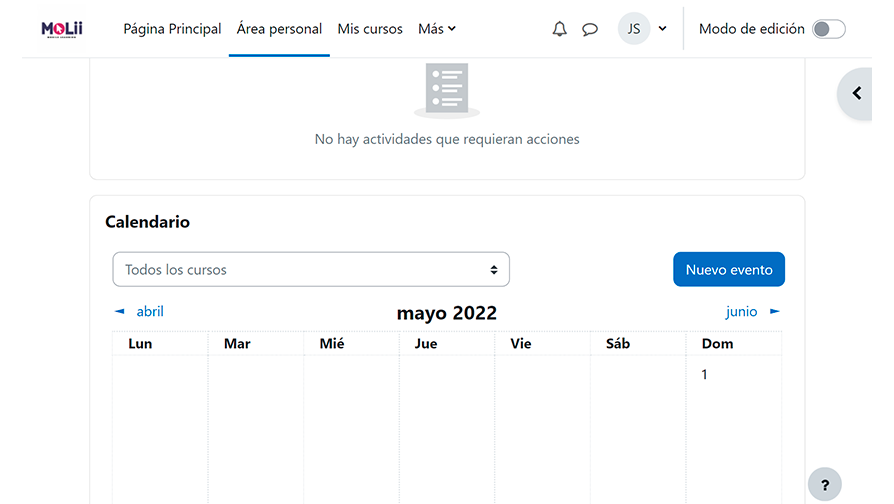 MOLii
Página Principal Área personal Mis cursos Más JS Modo de edición
No hay actividades que requieran acciones
Calendario
Todos los cursos Nuevo evento
◄ abril mayo 2022 junio ►
Lun Mar Mié Jue Vie Sáb Dom
1
?